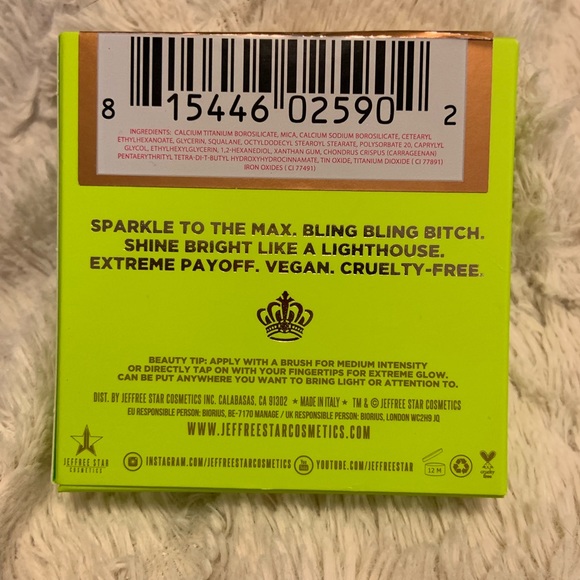 8 15446 02590 2
INGREDIENTS: CALCIUM TITANIUM BOROSILICATE, MICA, CALCIUM SODIUM BOROSILICATE, CETEARYL
ETHYLHEXANOATE, GLYCERIN, SQUALANE, OCTYLDODECYL STEAROYL STEARATE, POLYSORBATE 20, CAPRYLYL
GLYCOL, ETHYLHEXYLGLYCERIN, 1,2-HEXANEDIOL, XANTHAN GUM, CHONDRUS CRISPUS (CARRAGEENAN)
PENTAERYTHRITYL TETRA-DI-T-BUTYL HYDROXYHYDROCINNAMATE, TIN OXIDE, TITANIUM DIOXIDE (CI 77891)
IRON OXIDES (CI 77491)
SPARKLE TO THE MAX. BLING BLING BITCH.
SHINE BRIGHT LIKE A LIGHTHOUSE.
EXTREME PAYOFF. VEGAN. CRUELTY-FREE.
BEAUTY TIP: APPLY WITH A BRUSH FOR MEDIUM INTENSITY
OR DIRECTLY TAP ON WITH YOUR FINGERTIPS FOR EXTREME GLOW.
CAN BE PUT ANYWHERE YOU WANT TO BRING LIGHT OR ATTENTION TO.
DIST. BY JEFFREE STAR COSMETICS INC. CALABASAS, CA 91302 ★ MADE IN ITALY ★ TM & © JEFFREE STAR COSMETICS
EU RESPONSIBLE PERSON: BIORIUS, BE-7170 MANAGE / UK RESPONSIBLE PERSON: BIORIUS, LONDON WC2H9 JQ
WWW.JEFFREESTARCOSMETICS.COM
JEFFREE STAR
COSMETICS
INSTAGRAM.COM/JEFFREESTARCOSMETICS
YOUTUBE.COM/JEFFREESTAR
12 M